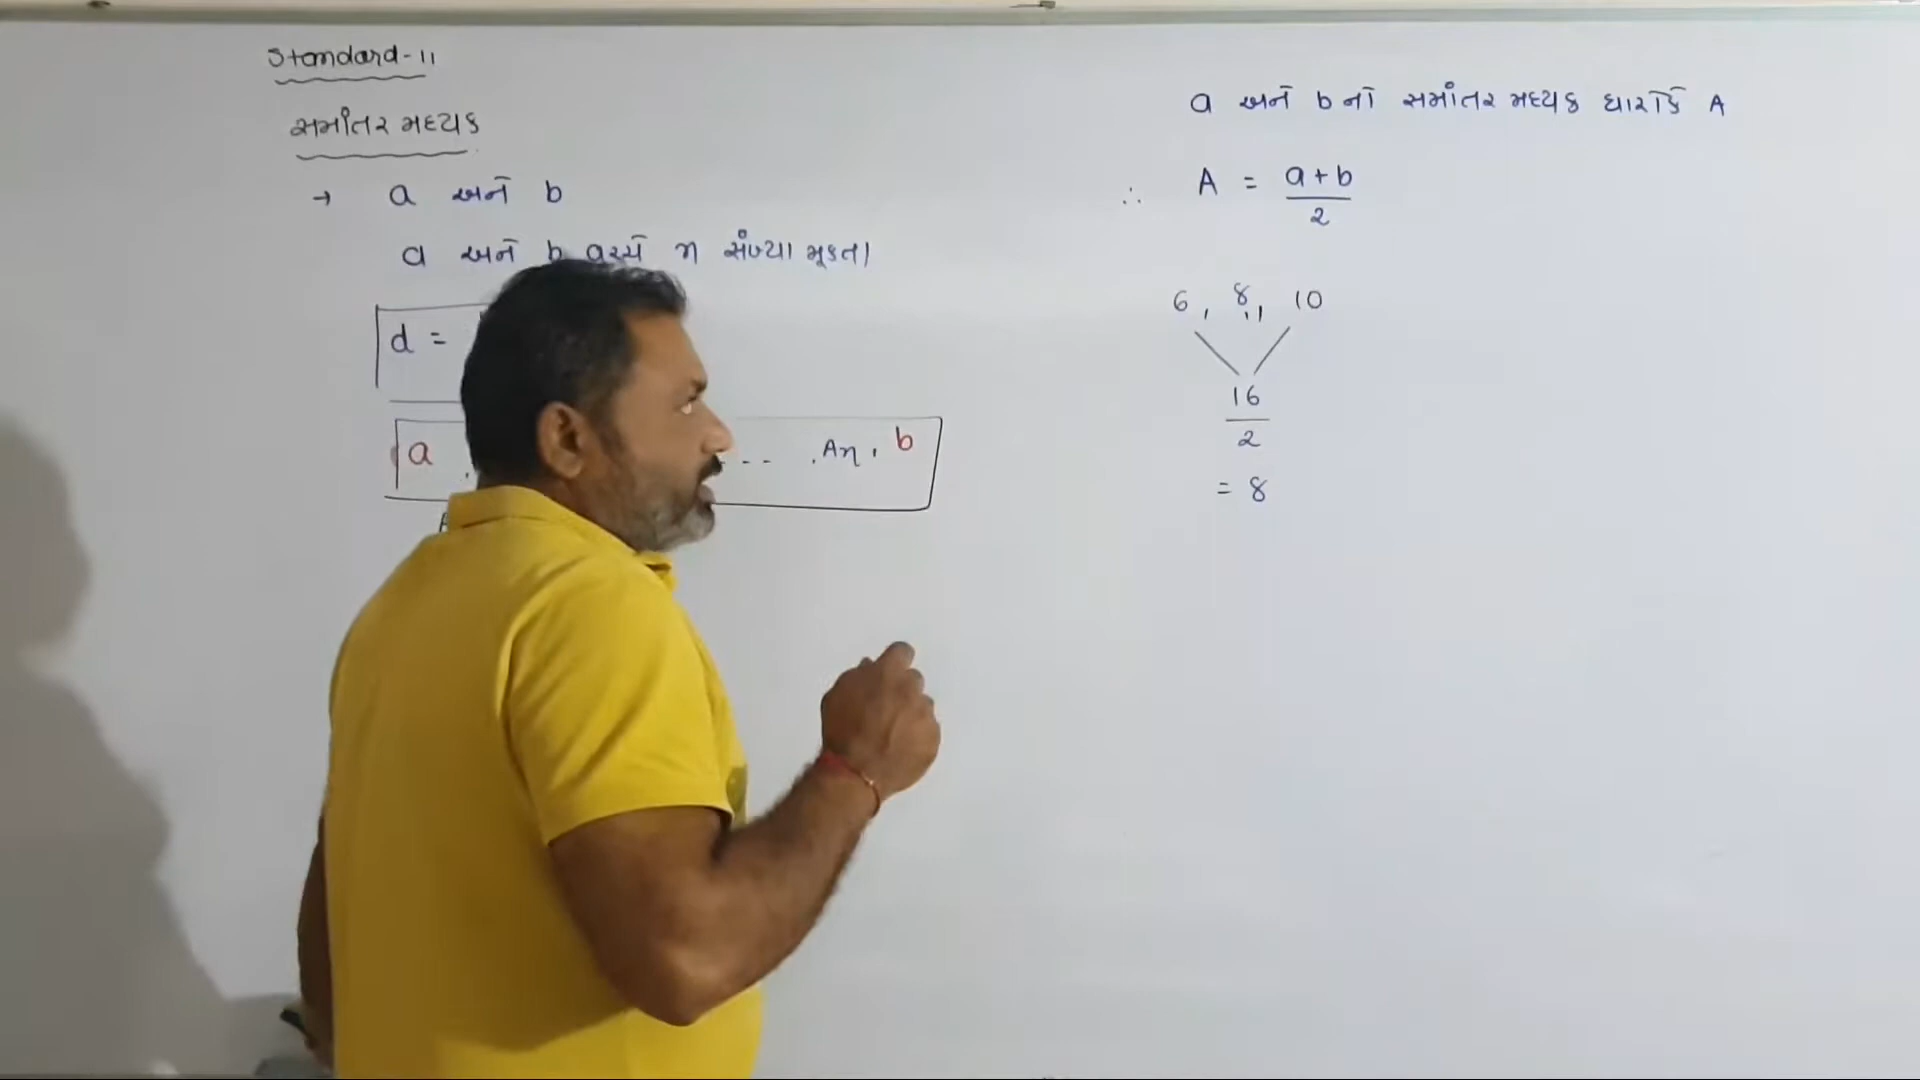 Standard-11
સમાંતર મધ્યક
→ a અને b
a અને b વચ્ચે n સંખ્યા મૂકતા
d =
a , -- . An , b
a અને b નો સમાંતર મધ્યક ધારોકે A
∴ A = a+b / 2
6 , 8 , 10
16 / 2
= 8